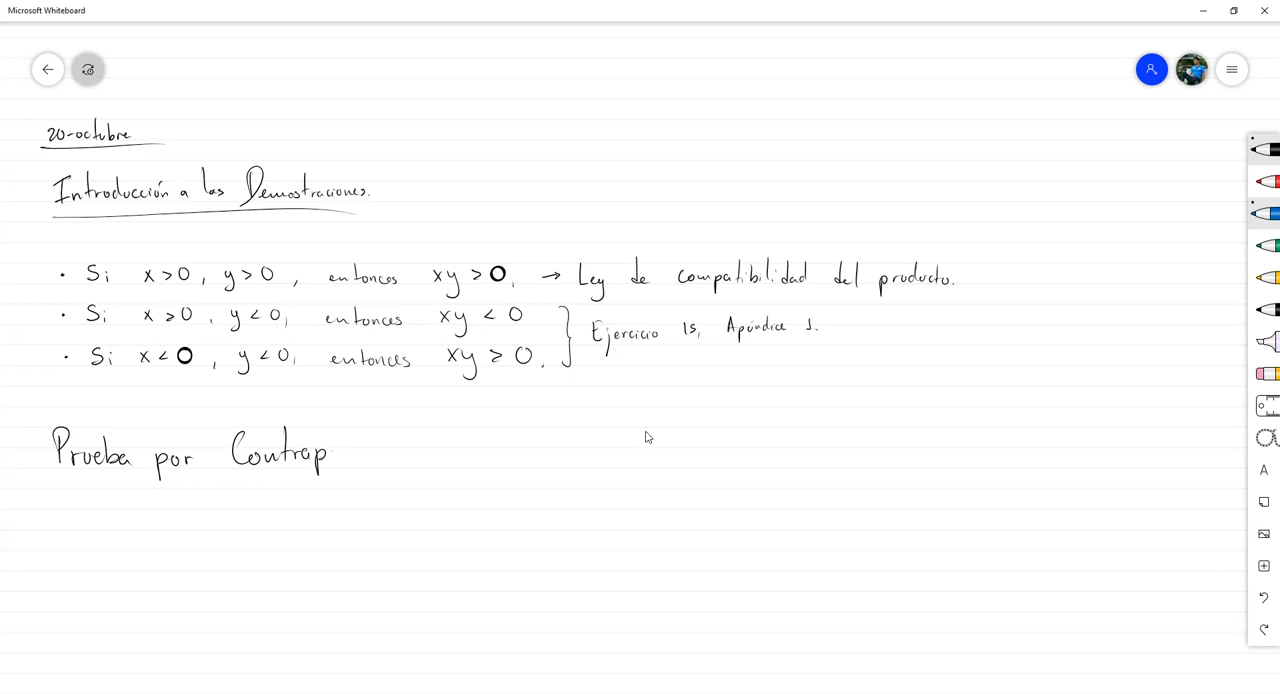 Microsoft Whiteboard
20-octubre
Introducción a las Demostraciones.
· Si x > 0, y > 0, entonces xy > 0, → Ley de compatibilidad del producto.
· Si x > 0, y < 0, entonces xy < 0
Ejercicio 15, Apéndice 1.
· Si x < 0, y < 0, entonces xy > 0.
Prueba por Contrap
A